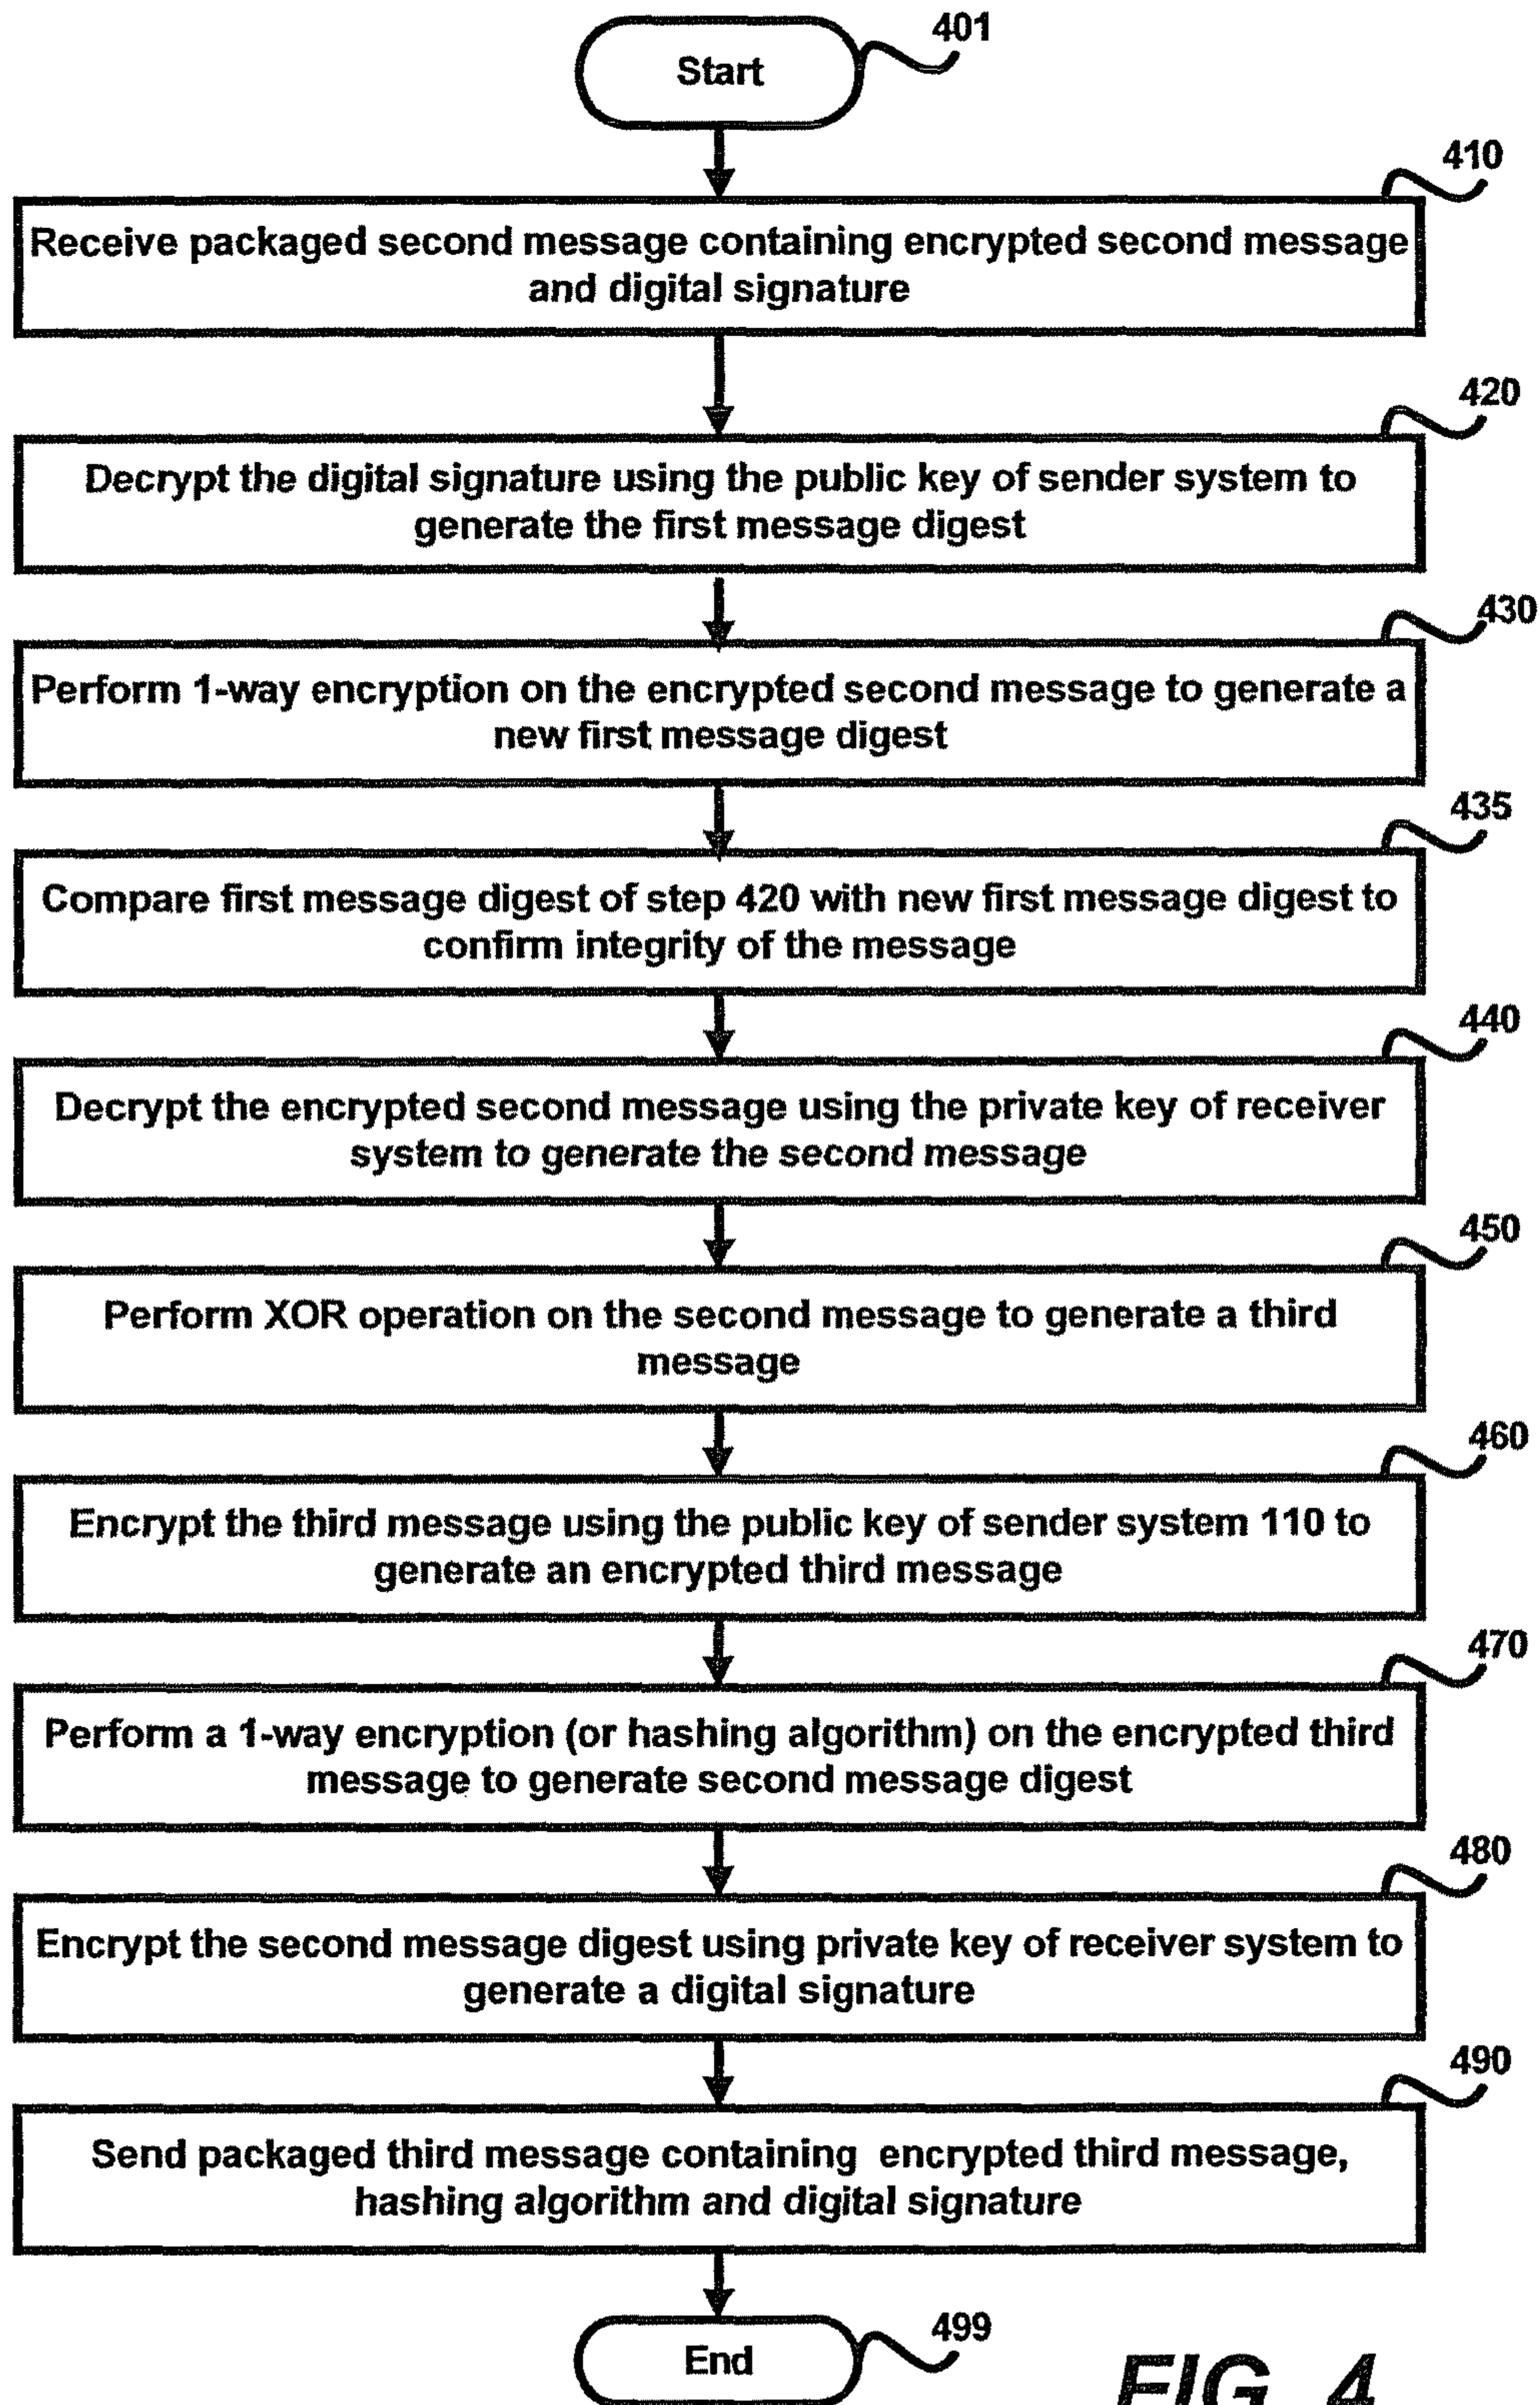 Start
401
410
Receive packaged second message containing encrypted second message
and digital signature
420
Decrypt the digital signature using the public key of sender system to
generate the first message digest
430
Perform 1-way encryption on the encrypted second message to generate a
new first message digest
435
Compare first message digest of step 420 with new first message digest to
confirm integrity of the message
440
Decrypt the encrypted second message using the private key of receiver
system to generate the second message
450
Perform XOR operation on the second message to generate a third
message
460
Encrypt the third message using the public key of sender system 110 to
generate an encrypted third message
470
Perform a 1-way encryption (or hashing algorithm) on the encrypted third
message to generate second message digest
480
Encrypt the second message digest using private key of receiver system to
generate a digital signature
490
Send packaged third message containing encrypted third message,
hashing algorithm and digital signature
End
499
FIG. 4